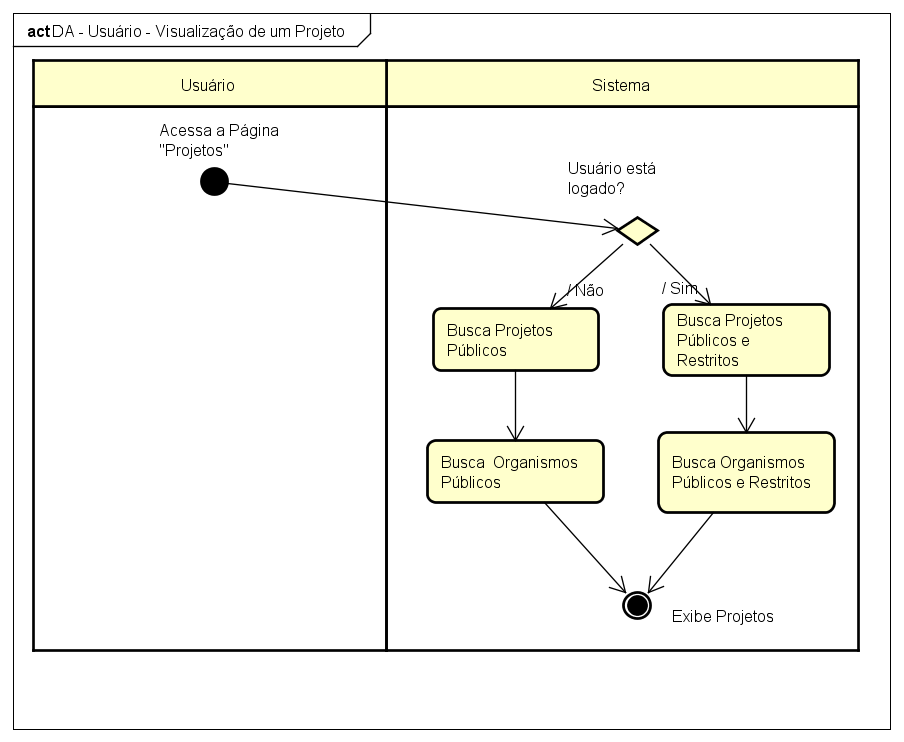 act DA - Usuário - Visualização de um Projeto
Usuário
Sistema
Acessa a Página
"Projetos"
Usuário está
logado?
/ Não
/ Sim
Busca Projetos
Públicos
Busca Projetos
Públicos e
Restritos
Busca  Organismos
Públicos
Busca Organismos
Públicos e Restritos
Exibe Projetos